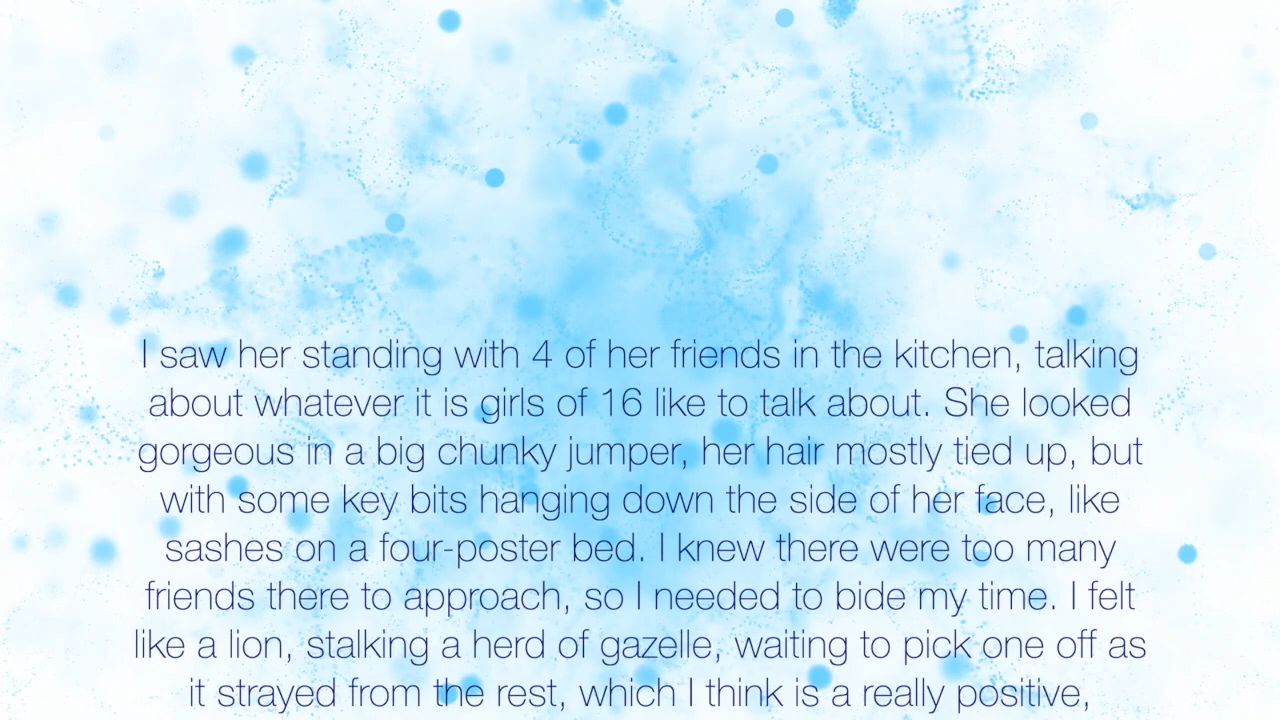 I saw her standing with 4 of her friends in the kitchen, talking
about whatever it is girls of 16 like to talk about. She looked
gorgeous in a big chunky jumper, her hair mostly tied up, but
with some key bits hanging down the side of her face, like
sashes on a four-poster bed. I knew there were too many
friends there to approach, so I needed to bide my time. I felt
like a lion, stalking a herd of gazelle, waiting to pick one off as
it strayed from the rest, which I think is a really positive,